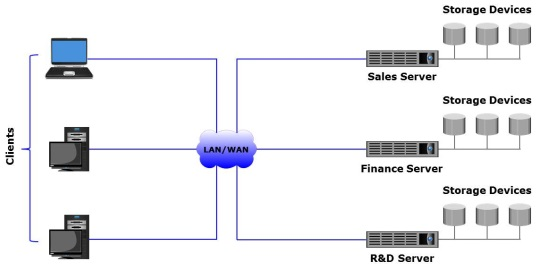 Storage Devices
Sales Server
Storage Devices
Clients
LAN/WAN
Finance Server
Storage Devices
R&D Server